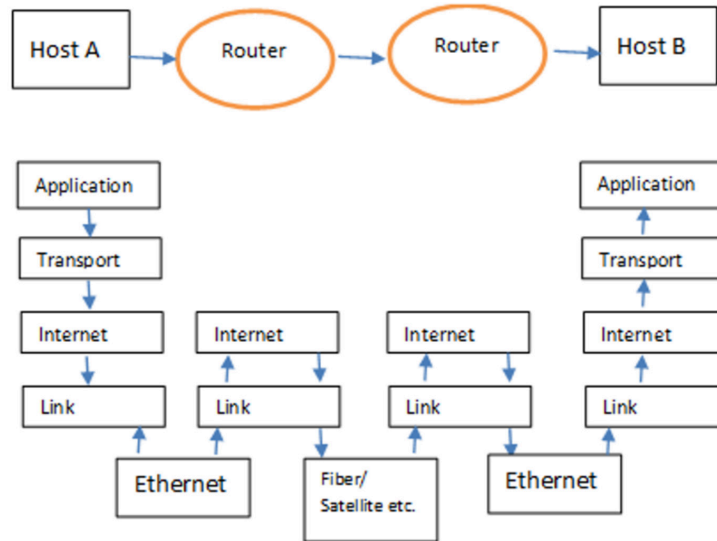 Host A
Router
Router
Host B
Application
Application
Transport
Transport
Internet
Internet
Internet
Internet
Link
Link
Link
Link
Ethernet
Fiber/
Satellite etc.
Ethernet